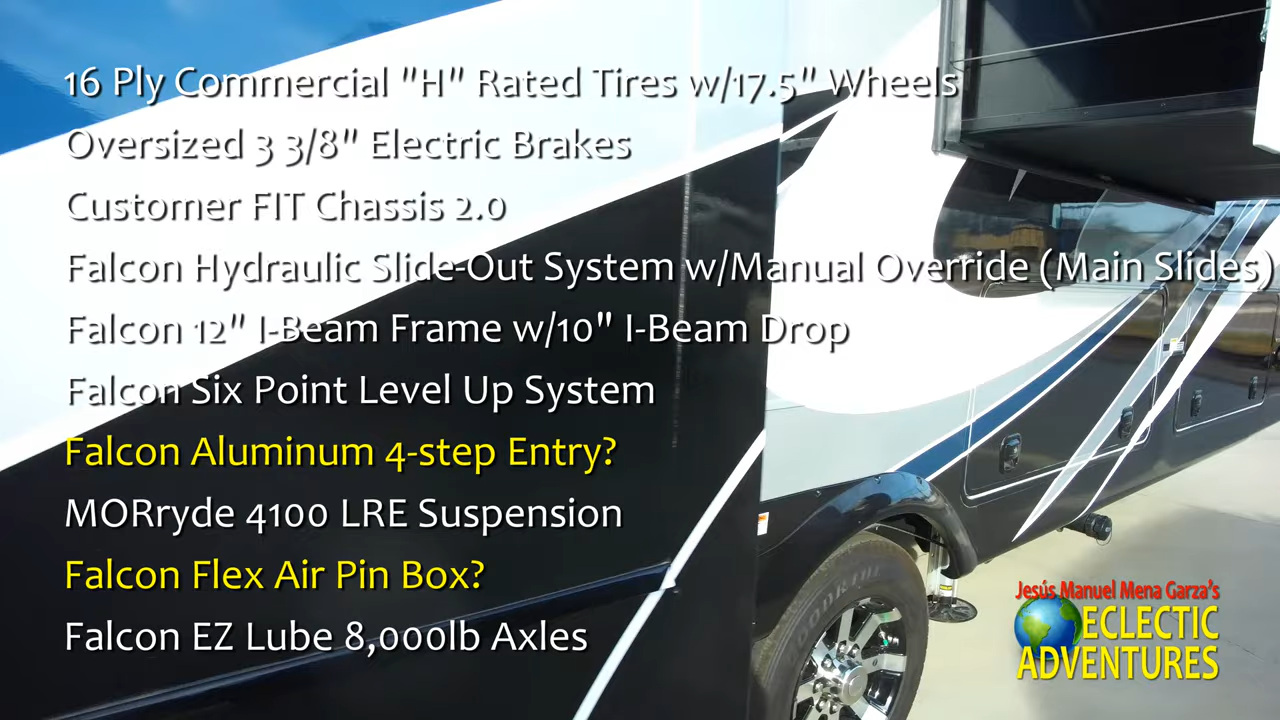 16 Ply Commercial "H" Rated Tires w/17.5" Wheels
Oversized 3 3/8" Electric Brakes
Customer FIT Chassis 2.0
Falcon Hydraulic Slide-Out System w/Manual Override (Main Slides)
Falcon 12" I-Beam Frame w/10" I-Beam Drop
Falcon Six Point Level Up System
Falcon Aluminum 4-step Entry?
MORryde 4100 LRE Suspension
Falcon Flex Air Pin Box?
Falcon EZ Lube 8,000lb Axles
Jesús Manuel Mena Garza's
ECLECTIC
ADVENTURES